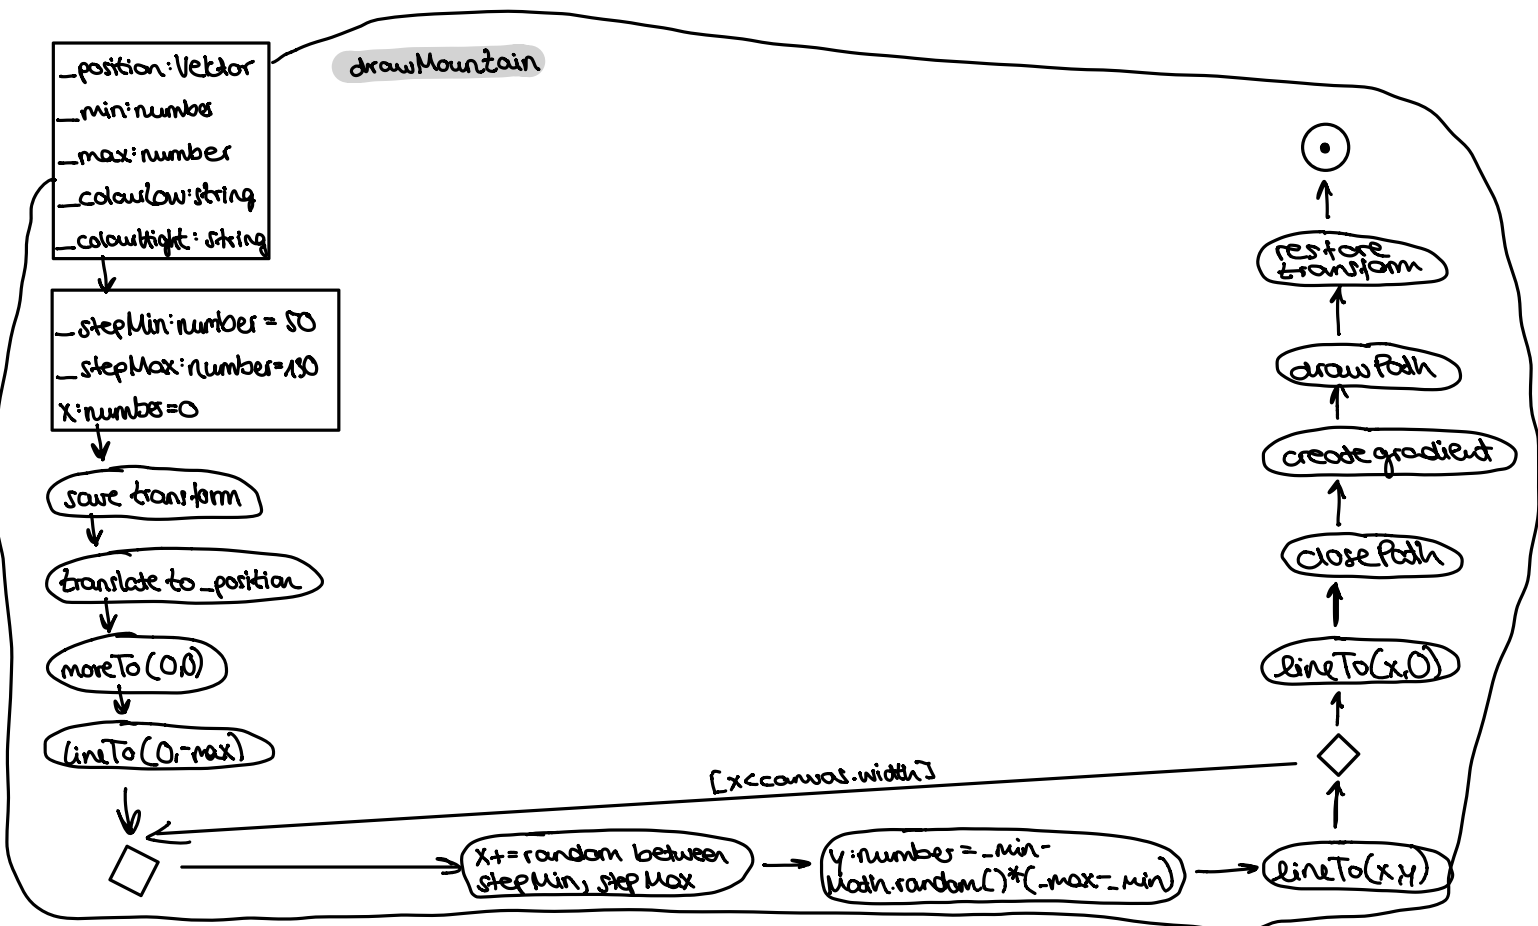 drawMountain
_position:Vektor
_min:number
_max:number
_colourLow:string
_colourHight: string
_stepMin:number = 50
_stepMax:number=190
x:number=0
save transform
translate to _position
moveTo(0,0)
lineTo(0,-max)
x+=random between
stepMin, stepMax
y:number = _min-
Math.random()*(_max-_min)
lineTo(x,y)
[x<canvas.width]
lineTo(x,0)
closePath
create gradient
drawPath
restore
transform